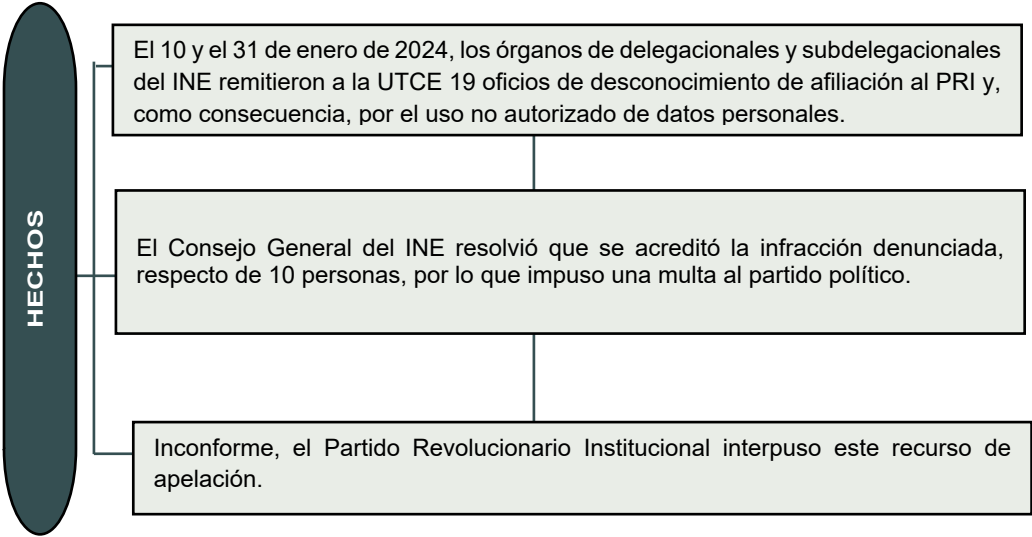 HECHOS
El 10 y el 31 de enero de 2024, los órganos de delegacionales y subdelegacionales
del INE remitieron a la UTCE 19 oficios de desconocimiento de afiliación al PRI y,
como consecuencia, por el uso no autorizado de datos personales.
El Consejo General del INE resolvió que se acreditó la infracción denunciada,
respecto de 10 personas, por lo que impuso una multa al partido político.
Inconforme, el Partido Revolucionario Institucional interpuso este recurso de
apelación.